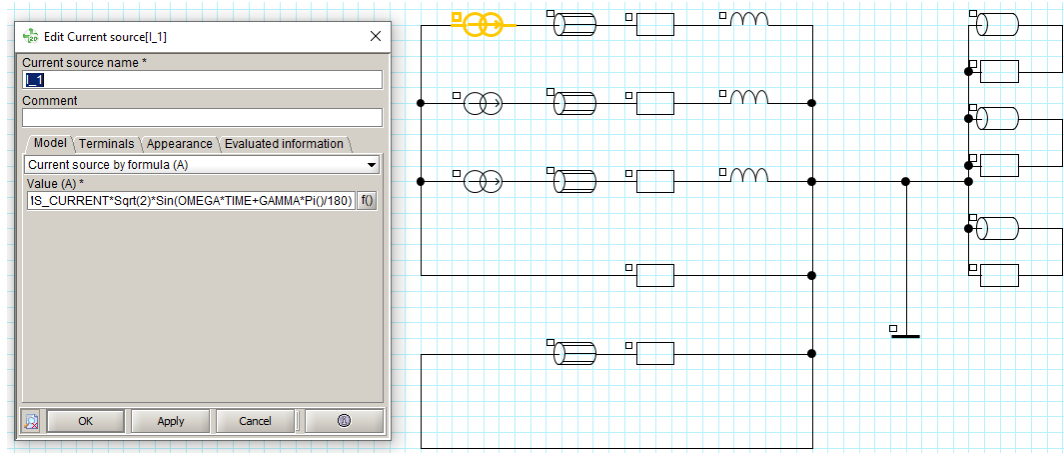 Edit Current source[I_1]
Current source name *
I_1
Comment
Model Terminals Appearance Evaluated information
Current source by formula (A)
Value (A) *
IS_CURRENT*Sqrt(2)*Sin(OMEGA*TIME+GAMMA*Pi()/180) f()
OK Apply Cancel